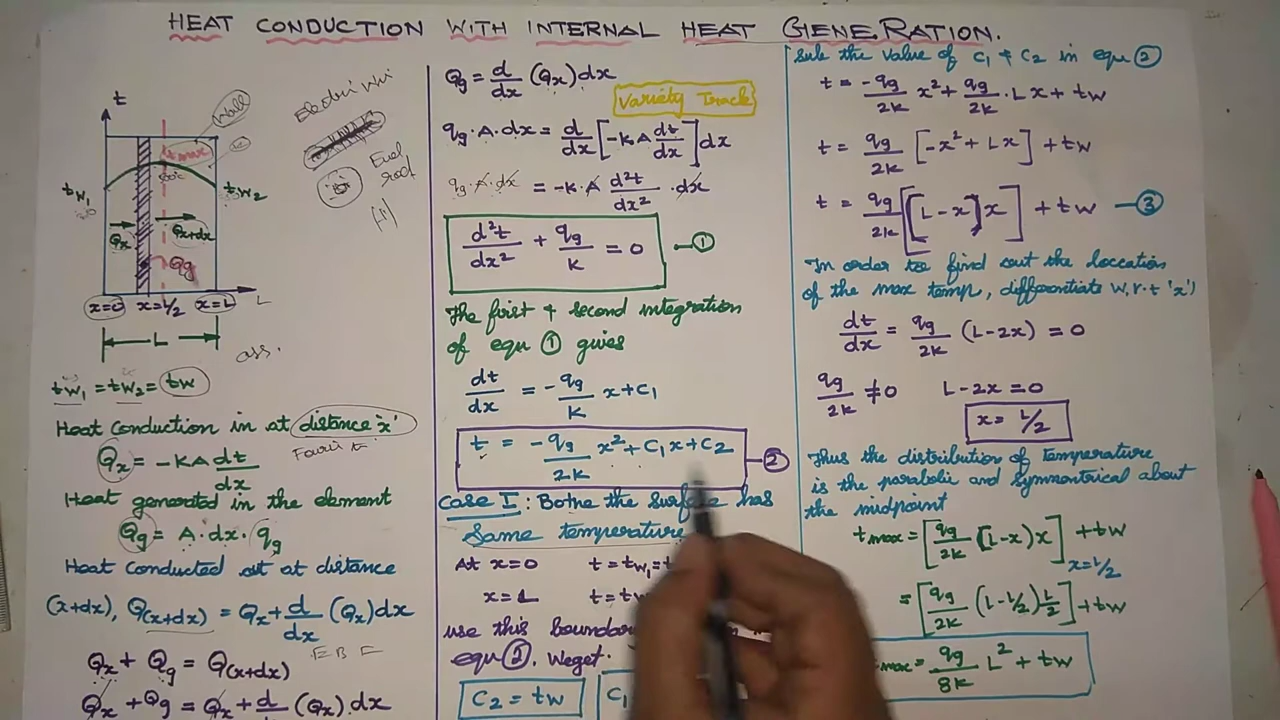 HEAT CONDUCTION WITH INTERNAL HEAT GENERATION.
t
Wall
tmax
tw1
tw2
Qx
Qx+dx
Qg
x=0 x=L/2 x=L
L
L
ass.
tw1 = tw2 = tw
Heat Conduction in at distance 'x'
Qx = -KA dt/dx
Heat generated in the element
Qg = A·dx·qg
Heat Conducted out at distance
(x+dx), Q(x+dx) = Qx + d/dx (Qx) dx
Qx + Qg = Q(x+dx)
Qx + Qg = Qx + d/dx (Qx) dx
Qg = d/dx (Qx) dx
Variety Track
qg·A·dx = d/dx [-KA dt/dx] dx
qg·A·dx = -K·A d²t/dx² ·dx
d²t/dx² + qg/K = 0 —①
The first & second integration
of equ ① gives
dt/dx = -qg/K x + C1
t = -qg/2K x² + C1x + C2 —②
Case I : Bothe the surface has
Same temperature
At x=0 t = tw1 =
x=L
use this
equ ②. We get.
C2 = tw
C1
Sub the value of C1 & C2 in equ ②
t = -qg/2K x² + qg/2K ·Lx + tw
t = qg/2K [-x² + Lx] + tw
t = qg/2K [[L-x]x] + tw —③
In order to find out the loccation
of the max temp, differentiate w.r.t 'x')
dt/dx = qg/2K (L-2x) = 0
qg/2K ≠ 0 L-2x = 0
x = L/2
Thus the distribution of temperature
is the parabolic and Symmontrical about
the midpoint
tmax = [qg/2K (L-x)x] + tw
x=L/2
= [qg/2K (L-L/2) L/2] + tw
max = qg/8K L² + tw